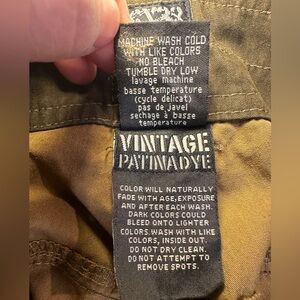 MACHINE WASH COLD
WITH LIKE COLORS
NO BLEACH
TUMBLE DRY LOW
lavage machine
basse temperature
(cycle delicat)
pas de javel
sechage à basse
temperature
VINTAGE
PATINADYE
COLOR WILL NATURALLY
FADE WITH AGE, EXPOSURE
AND AFTER EACH WASH.
DARK COLORS COULD
BLEED ONTO LIGHTER
COLORS. WASH WITH LIKE
COLORS, INSIDE OUT.
DO NOT DRY CLEAN.
DO NOT ATTEMPT TO
REMOVE SPOTS.